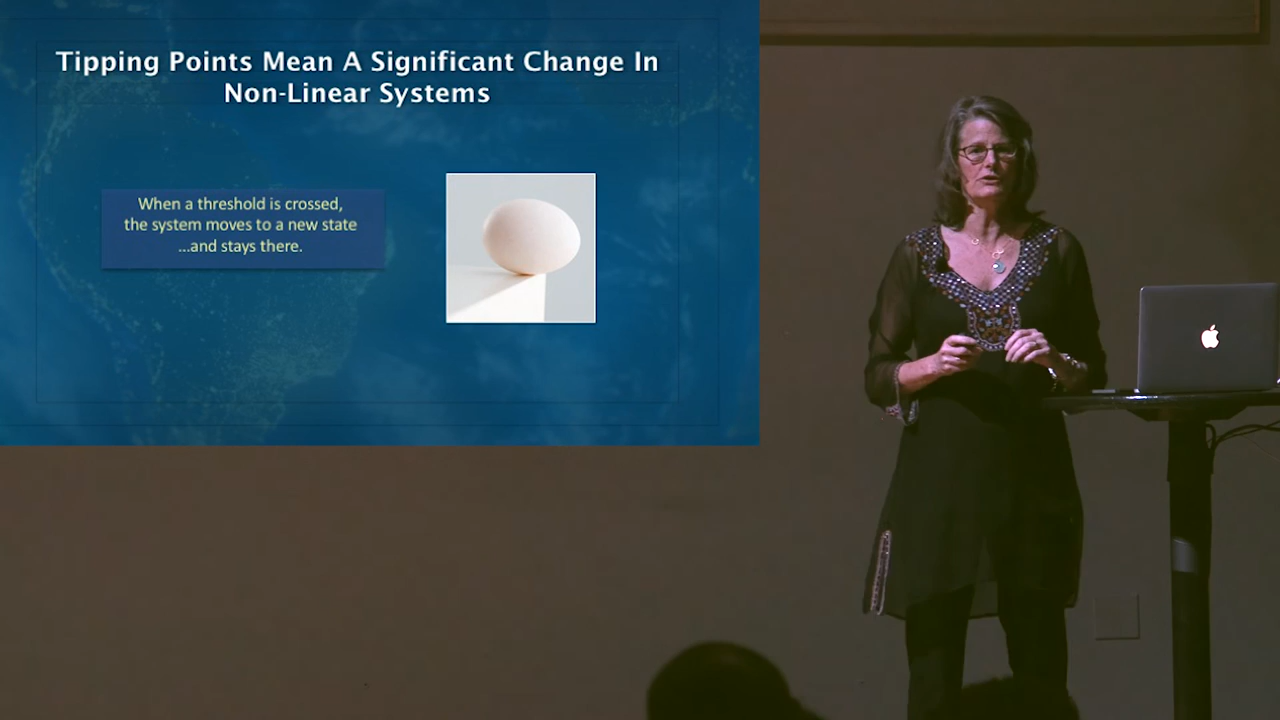 Tipping Points Mean A Significant Change In
Non-Linear Systems
When a threshold is crossed,
the system moves to a new state
...and stays there.